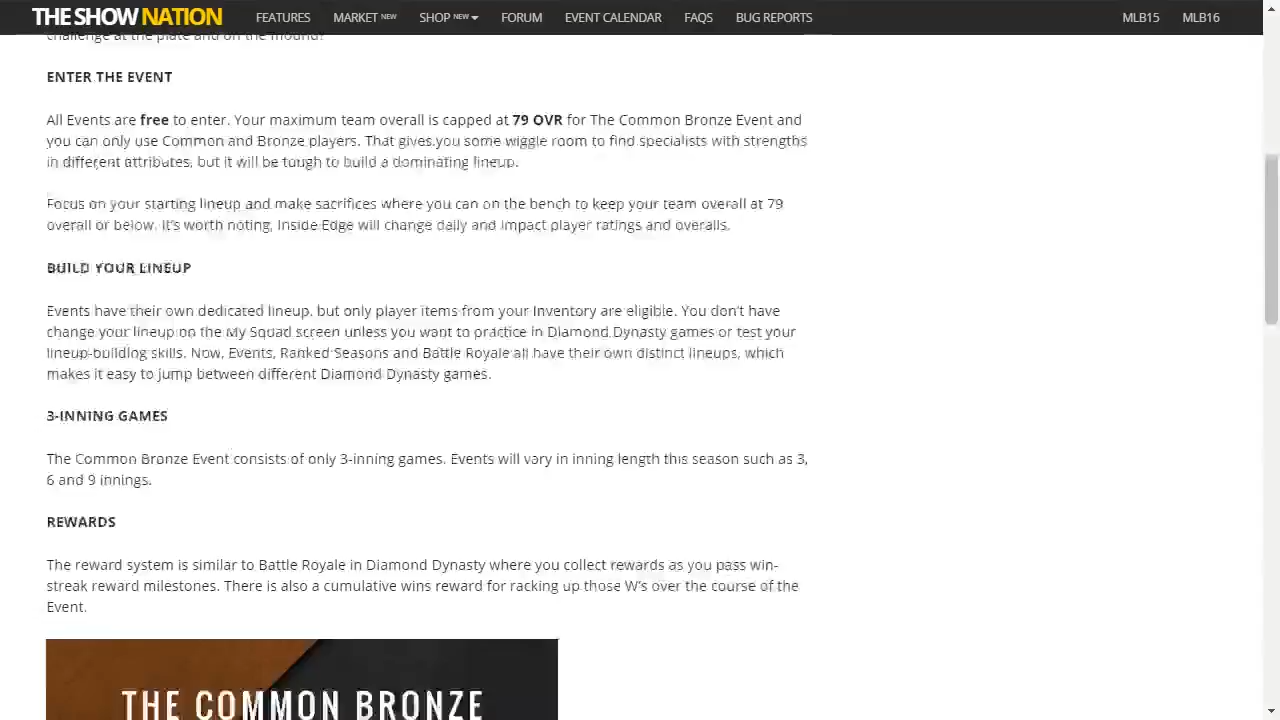 THE SHOW NATION FEATURES MARKET NEW SHOP NEW FORUM EVENT CALENDAR FAQS BUG REPORTS MLB15 MLB16
challenge at the plate and on the mound?
ENTER THE EVENT
All Events are free to enter. Your maximum team overall is capped at 79 OVR for The Common Bronze Event and
you can only use Common and Bronze players. That gives you some wiggle room to find specialists with strengths
in different attributes, but it will be tough to build a dominating lineup.
Focus on your starting lineup and make sacrifices where you can on the bench to keep your team overall at 79
overall or below. It's worth noting, Inside Edge will change daily and impact player ratings and overalls.
BUILD YOUR LINEUP
Events have their own dedicated lineup, but only player items from your Inventory are eligible. You don't have
change your lineup on the My Squad screen unless you want to practice in Diamond Dynasty games or test your
lineup-building skills. Now, Events, Ranked Seasons and Battle Royale all have their own distinct lineups, which
makes it easy to jump between different Diamond Dynasty games.
3-INNING GAMES
The Common Bronze Event consists of only 3-inning games. Events will vary in inning length this season such as 3,
6 and 9 innings.
REWARDS
The reward system is similar to Battle Royale in Diamond Dynasty where you collect rewards as you pass win-
streak reward milestones. There is also a cumulative wins reward for racking up those W's over the course of the
Event.
THE COMMON BRONZE